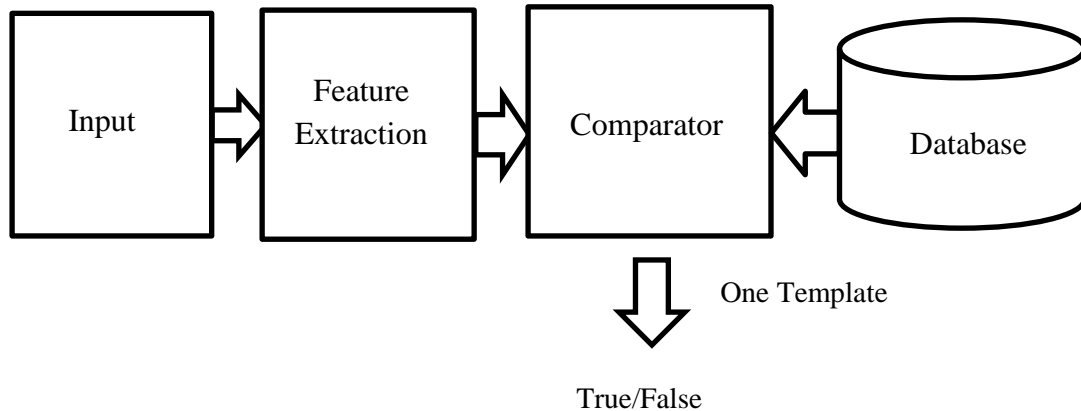 Input
Feature
Extraction
Comparator
Database
One Template
True/False